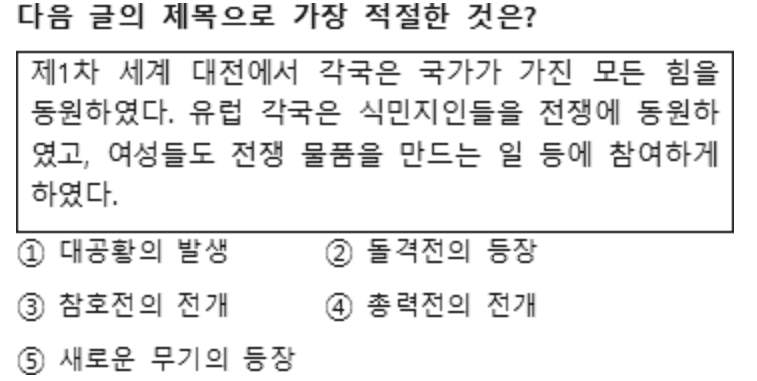 다음 글의 제목으로 가장 적절한 것은?
제1차 세계 대전에서 각국은 국가가 가진 모든 힘을
동원하였다. 유럽 각국은 식민지인들을 전쟁에 동원하
였고, 여성들도 전쟁 물품을 만드는 일 등에 참여하게
하였다.
① 대공황의 발생 ② 돌격전의 등장
③ 참호전의 전개 ④ 총력전의 전개
⑤ 새로운 무기의 등장